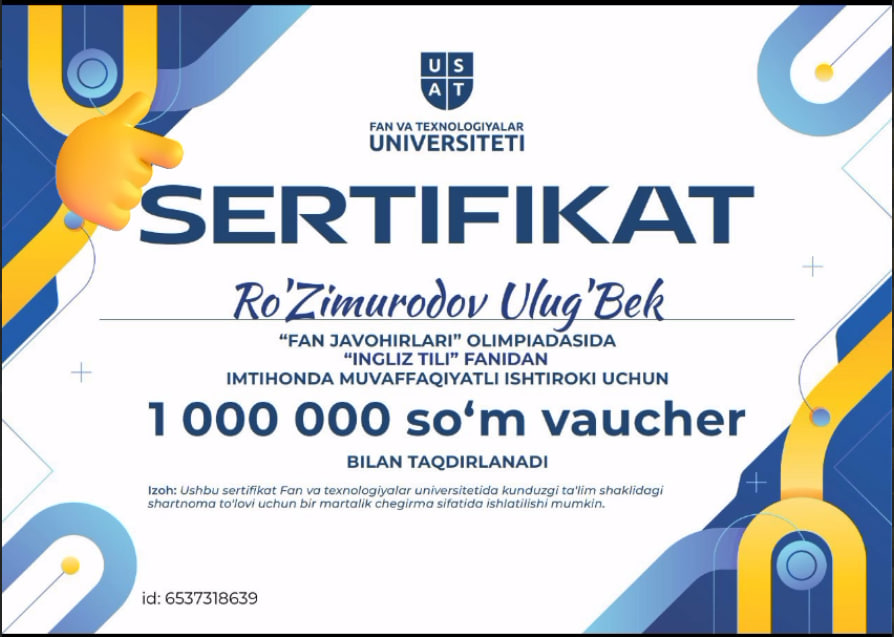 U S
A T
FAN VA TEXNOLOGIYALAR
UNIVERSITETI
SERTIFIKAT
Ro'Zimurodov Ulug'Bek
“FAN JAVOHIRLARI” OLIMPIADASIDA
“INGLIZ TILI” FANIDAN
IMTIHONDA MUVAFFAQIYATLI ISHTIROKI UCHUN
1 000 000 so‘m vaucher
BILAN TAQDIRLANADI
Izoh: Ushbu sertifikat Fan va texnologiyalar universitetida kunduzgi ta'lim shaklidagi
shartnoma to'lovi uchun bir martalik chegirma sifatida ishlatilishi mumkin.
id: 6537318639